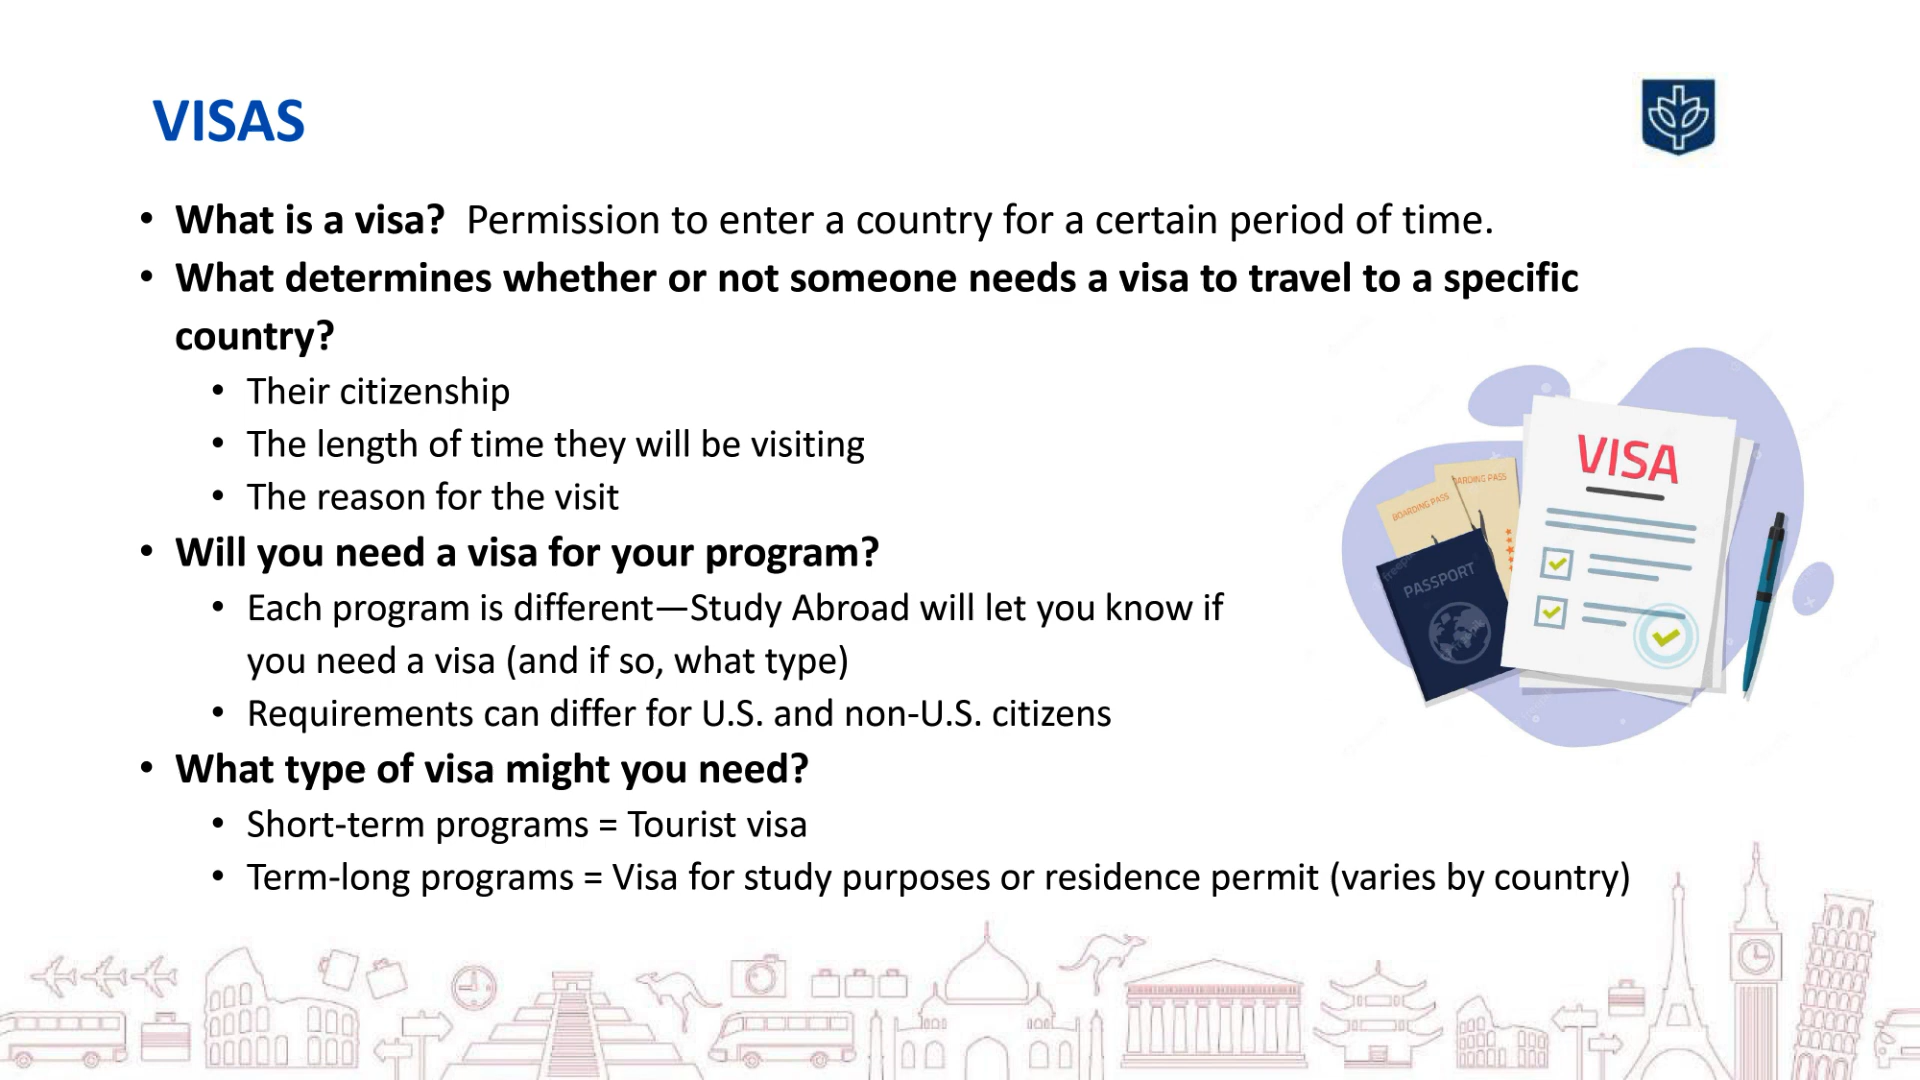 VISAS
• What is a visa?  Permission to enter a country for a certain period of time.
• What determines whether or not someone needs a visa to travel to a specific
country?
• Their citizenship
• The length of time they will be visiting
• The reason for the visit
• Will you need a visa for your program?
• Each program is different—Study Abroad will let you know if
you need a visa (and if so, what type)
• Requirements can differ for U.S. and non-U.S. citizens
• What type of visa might you need?
• Short-term programs = Tourist visa
• Term-long programs = Visa for study purposes or residence permit (varies by country)
VISA
BOARDING PASS
ARDING PASS
PASSPORT